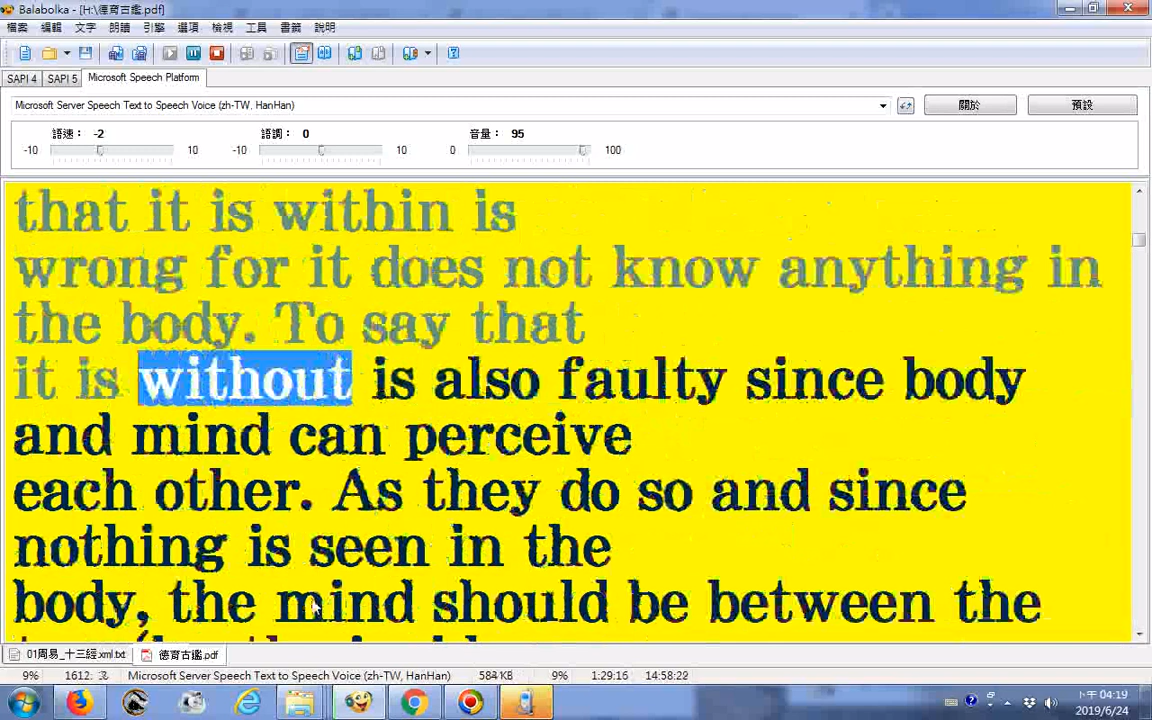 Balabolka - [H:\德育古鑑.pdf]
檔案 編輯 文字 朗讀 引擎 選項 檢視 工具 書籤 說明
SAPI 4 SAPI 5 Microsoft Speech Platform
Microsoft Server Speech Text to Speech Voice (zh-TW, HanHan)
關於 預設
語速： -2 語調： 0 音量： 95
-10 10 -10 10 0 100
that it is within is
wrong for it does not know anything in
the body. To say that
it is without is also faulty since body
and mind can perceive
each other. As they do so and since
nothing is seen in the
body, the mind should be between the
01周易_十三經.xml.txt 德育古鑑.pdf
9% 1612: Microsoft Server Speech Text to Speech Voice (zh-TW, HanHan) 584 KB 9% 1:29:16 14:58:22
下午 04:19
2019/6/24